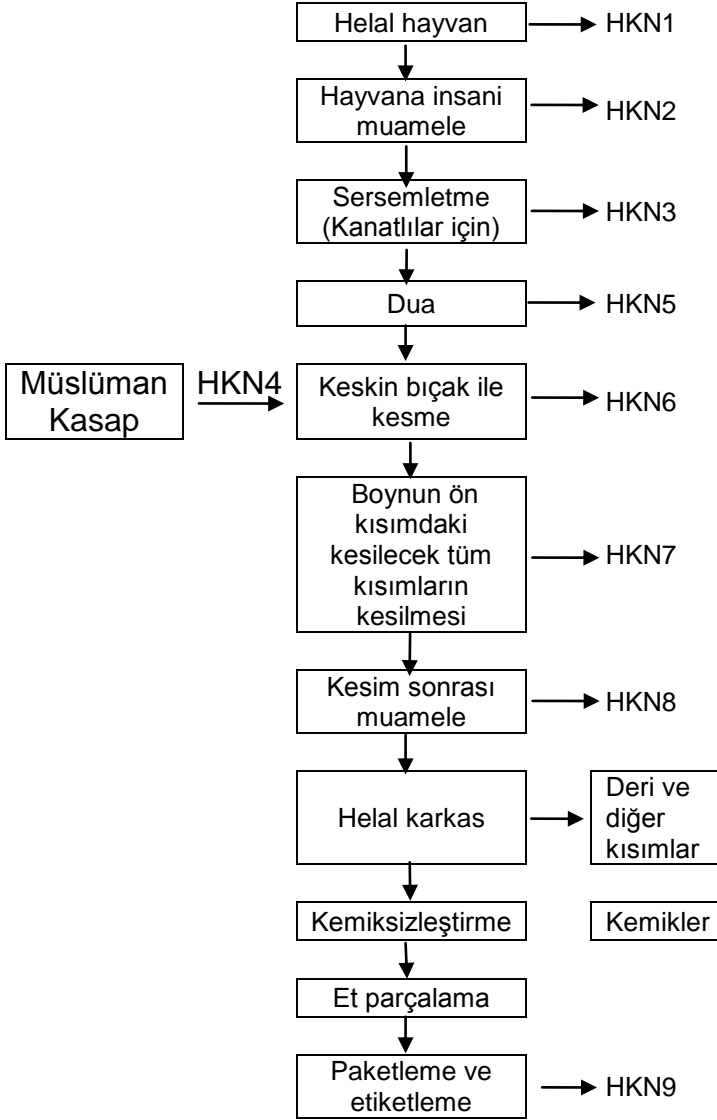 Helal hayvan
HKN1
Hayvana insani
muamele
HKN2
Sersemletme
(Kanatlılar için)
HKN3
Dua
HKN5
Müslüman
Kasap
HKN4
Keskin bıçak ile
kesme
HKN6
Boynun ön
kısımdaki
kesilecek tüm
kısımların
kesilmesi
HKN7
Kesim sonrası
muamele
HKN8
Helal karkas
Deri ve
diğer
kısımlar
Kemiksizleştirme
Kemikler
Et parçalama
Paketleme ve
etiketleme
HKN9